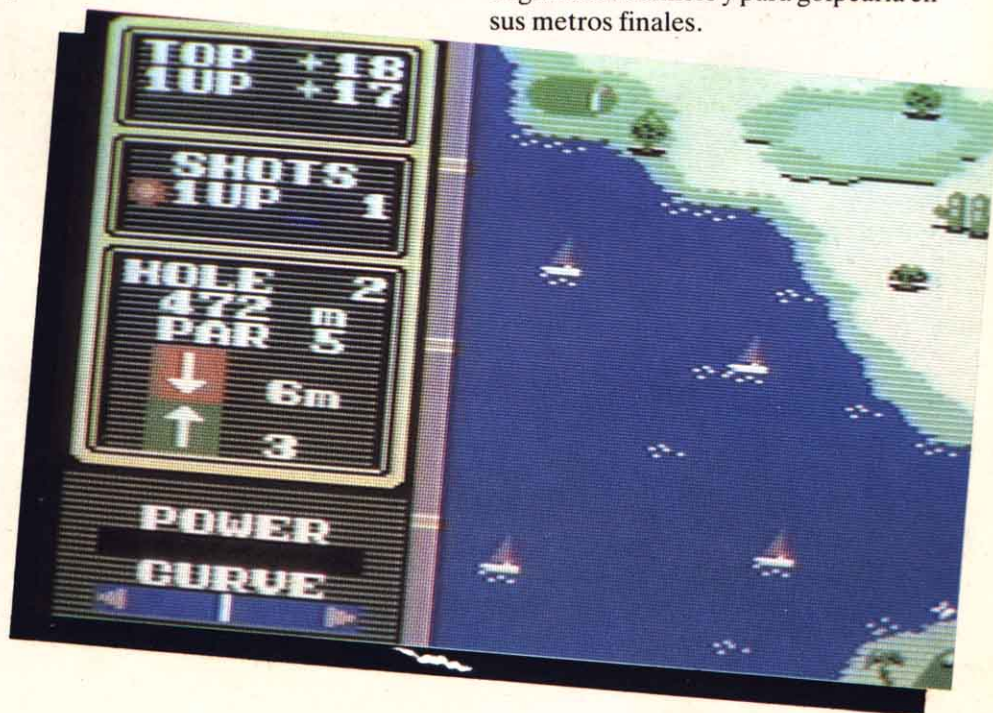 sus metros finales.
TOP +18
1UP +17
SHOTS
1UP 1
HOLE 2
472 m
PAR 5
↓ 6m
↑ 3
POWER
CURVE